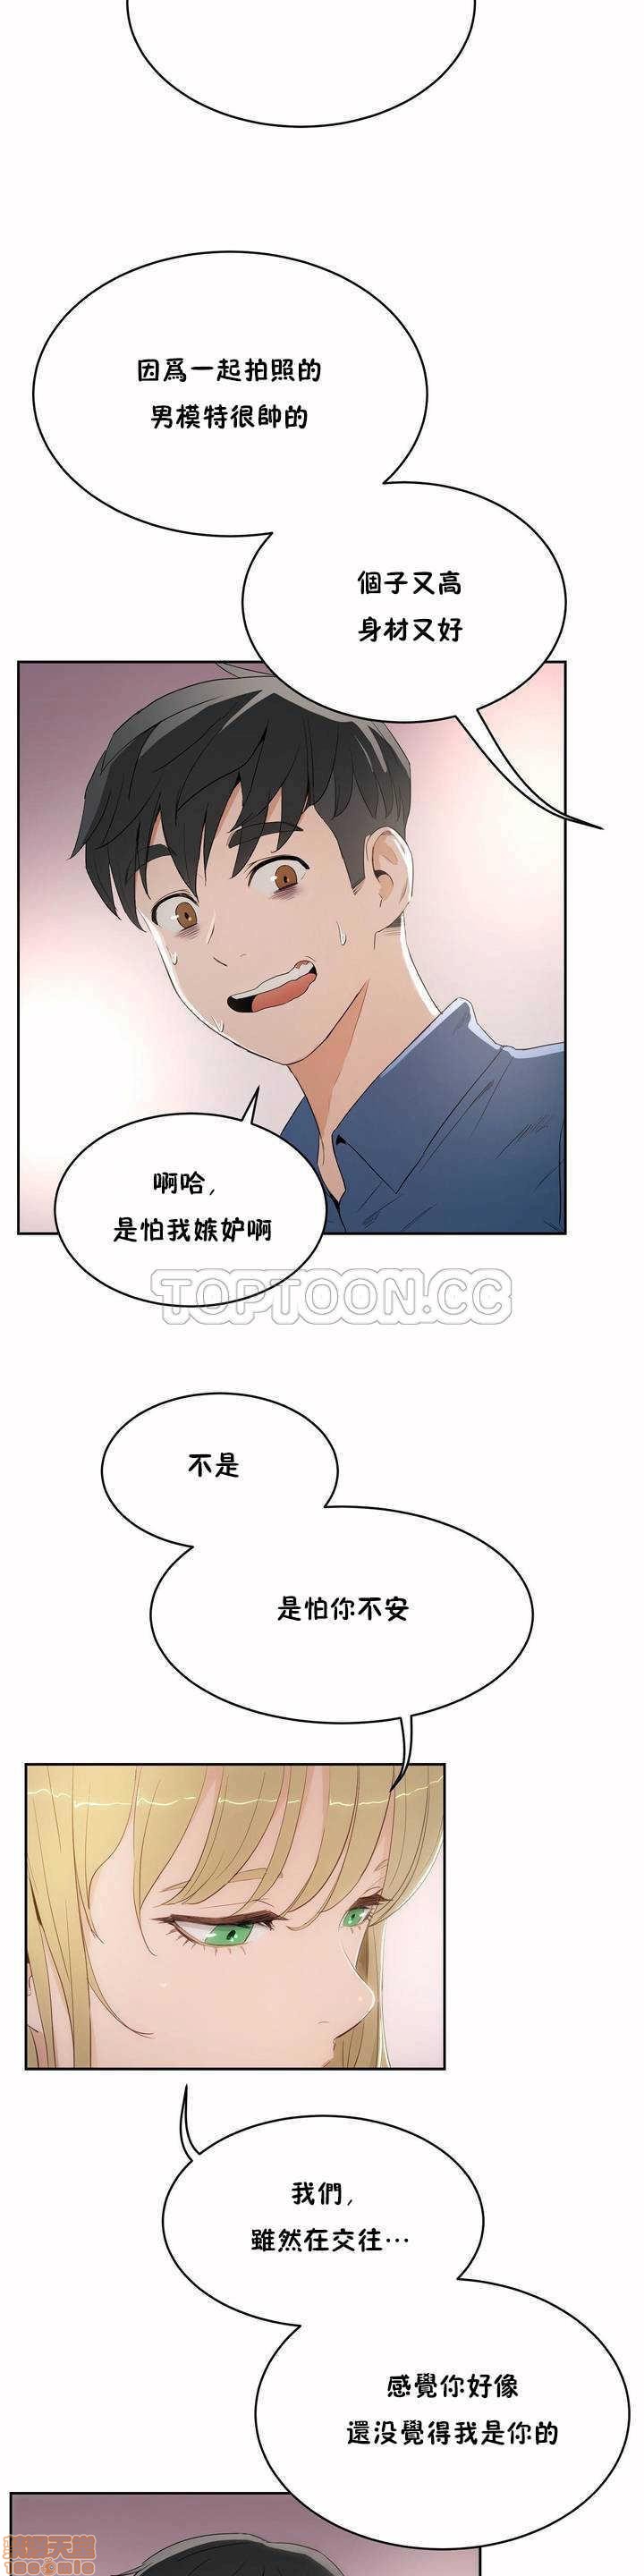 因爲一起拍照的
男模特很帥的
個子又高
身材又好
啊哈,
是怕我嫉妒啊
TOPTOON.CC
不是
是怕你不安
我們,
雖然在交往…
感覺你好像
還没覺得我是你的